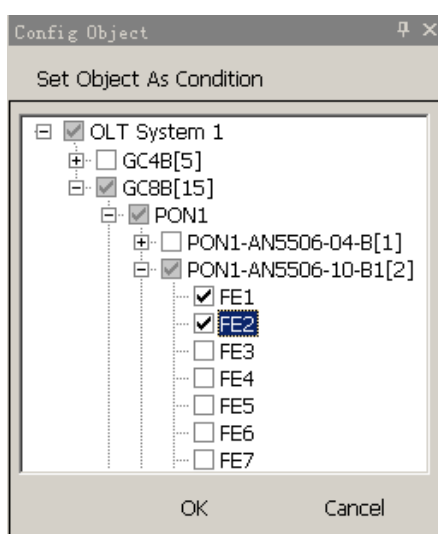 Config Object
Set Object As Condition
OLT System 1
GC4B[5]
GC8B[15]
PON1
PON1-AN5506-04-B[1]
PON1-AN5506-10-B1[2]
FE1
FE2
FE3
FE4
FE5
FE6
FE7
OK Cancel